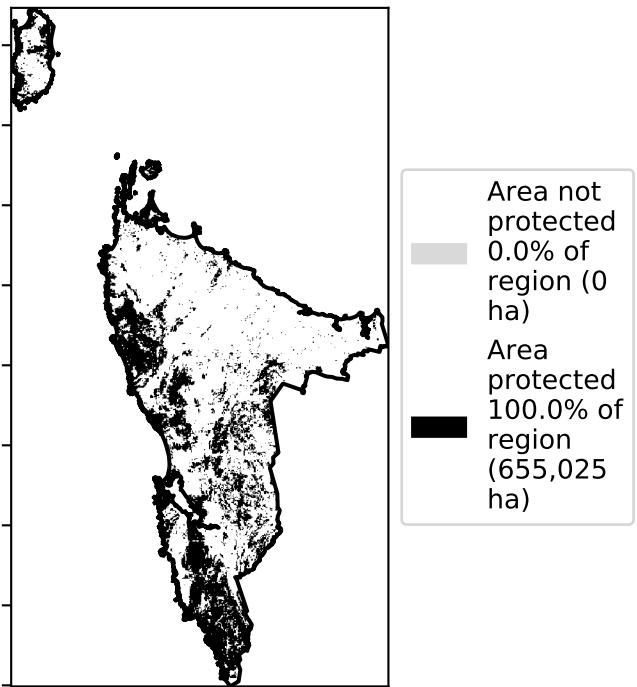 Area not
protected
0.0% of
region (0
ha)
Area
protected
100.0% of
region
(655,025
ha)